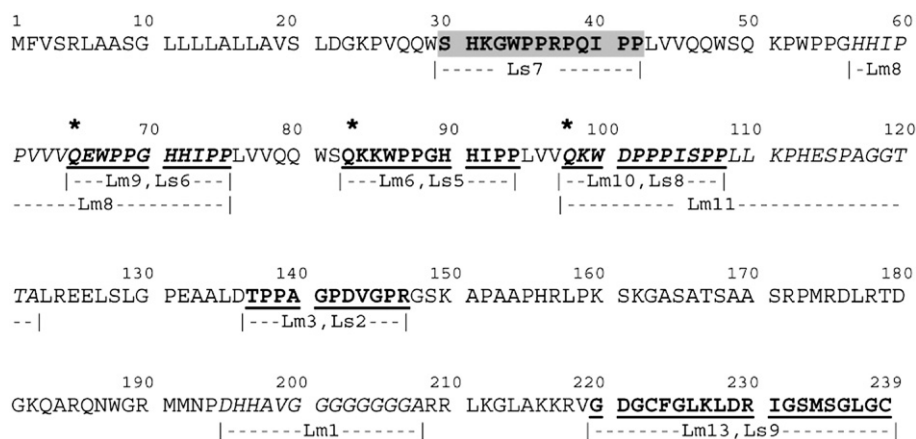 1 10 20 30 40 50 60
MFVSRLAASG LLLLALLAVS LDGKPVQQWS HKGWPPRPQI PPLVVQQWSQ KPWPPGHHIP
|----- Ls7 -------| |--Lm8
* 70 80 * 90 * 100 110 120
PVVVQEWPPG HHIPPLVVQQ WSQKKWPPGH HIPPLVVQKW DPPPISPPLL KPHESPAGGT
|---Lm9,Ls6---| |---Lm6,Ls5---| |--Lm10,Ls8---|
------Lm8----------| |----------Lm11-------------
130 140 150 160 170 180
TALREELSLG PEAALDTPPA GPDVGPRGSK APAAPHRLPK SKGASATSAA SRPMRDLRTD
--| |---Lm3,Ls2---|
190 200 210 220 230 239
GKQARQNWGR MMNPDHHAVG GGGGGGGARR LKGLAKKRVG DGCFGLKLDR IGSMSGLGC
|-----Lm1-------| |---------Lm13,Ls9-------|